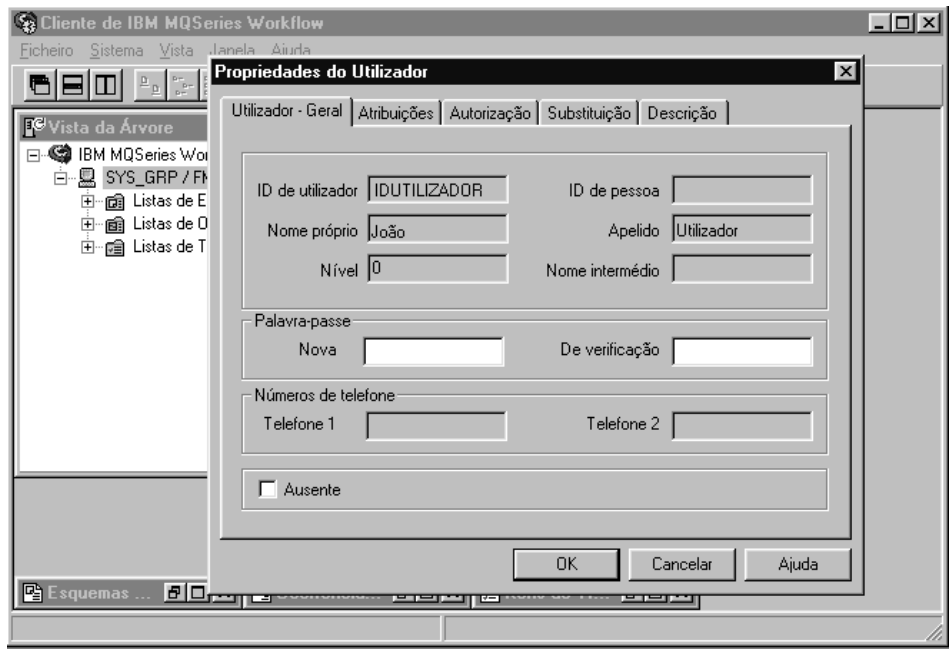 Cliente de IBM MQSeries Workflow
Ficheiro Sistema Vista Janela Ajuda
Propriedades do Utilizador
Utilizador - Geral Atribuições Autorização Substituição Descrição
Vista da Árvore
IBM MQSeries Wor
SYS_GRP / FM
Listas de E
Listas de O
Listas de T
ID de utilizador IDUTILIZADOR ID de pessoa
Nome próprio João Apelido Utilizador
Nível 0 Nome intermédio
Palavra-passe
Nova De verificação
Números de telefone
Telefone 1 Telefone 2
Ausente
OK Cancelar Ajuda
Esquemas ...